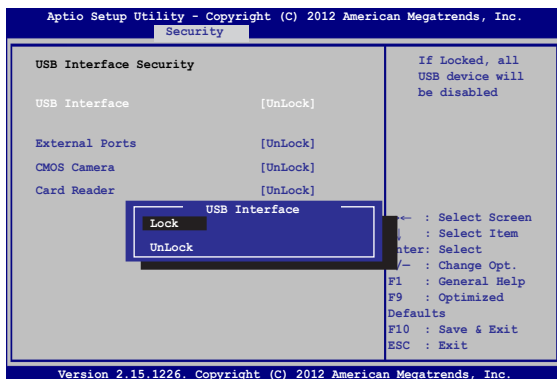 Aptio Setup Utility - Copyright (C) 2012 American Megatrends, Inc.
Security
USB Interface Security
USB Interface [UnLock]
External Ports [UnLock]
CMOS Camera [UnLock]
Card Reader [UnLock]
USB Interface
Lock
UnLock
If Locked, all
USB device will
be disabled
← : Select Screen
: Select Item
nter: Select
/— : Change Opt.
F1 : General Help
F9 : Optimized
Defaults
F10 : Save & Exit
ESC : Exit
Version 2.15.1226. Copyright (C) 2012 American Megatrends, Inc.